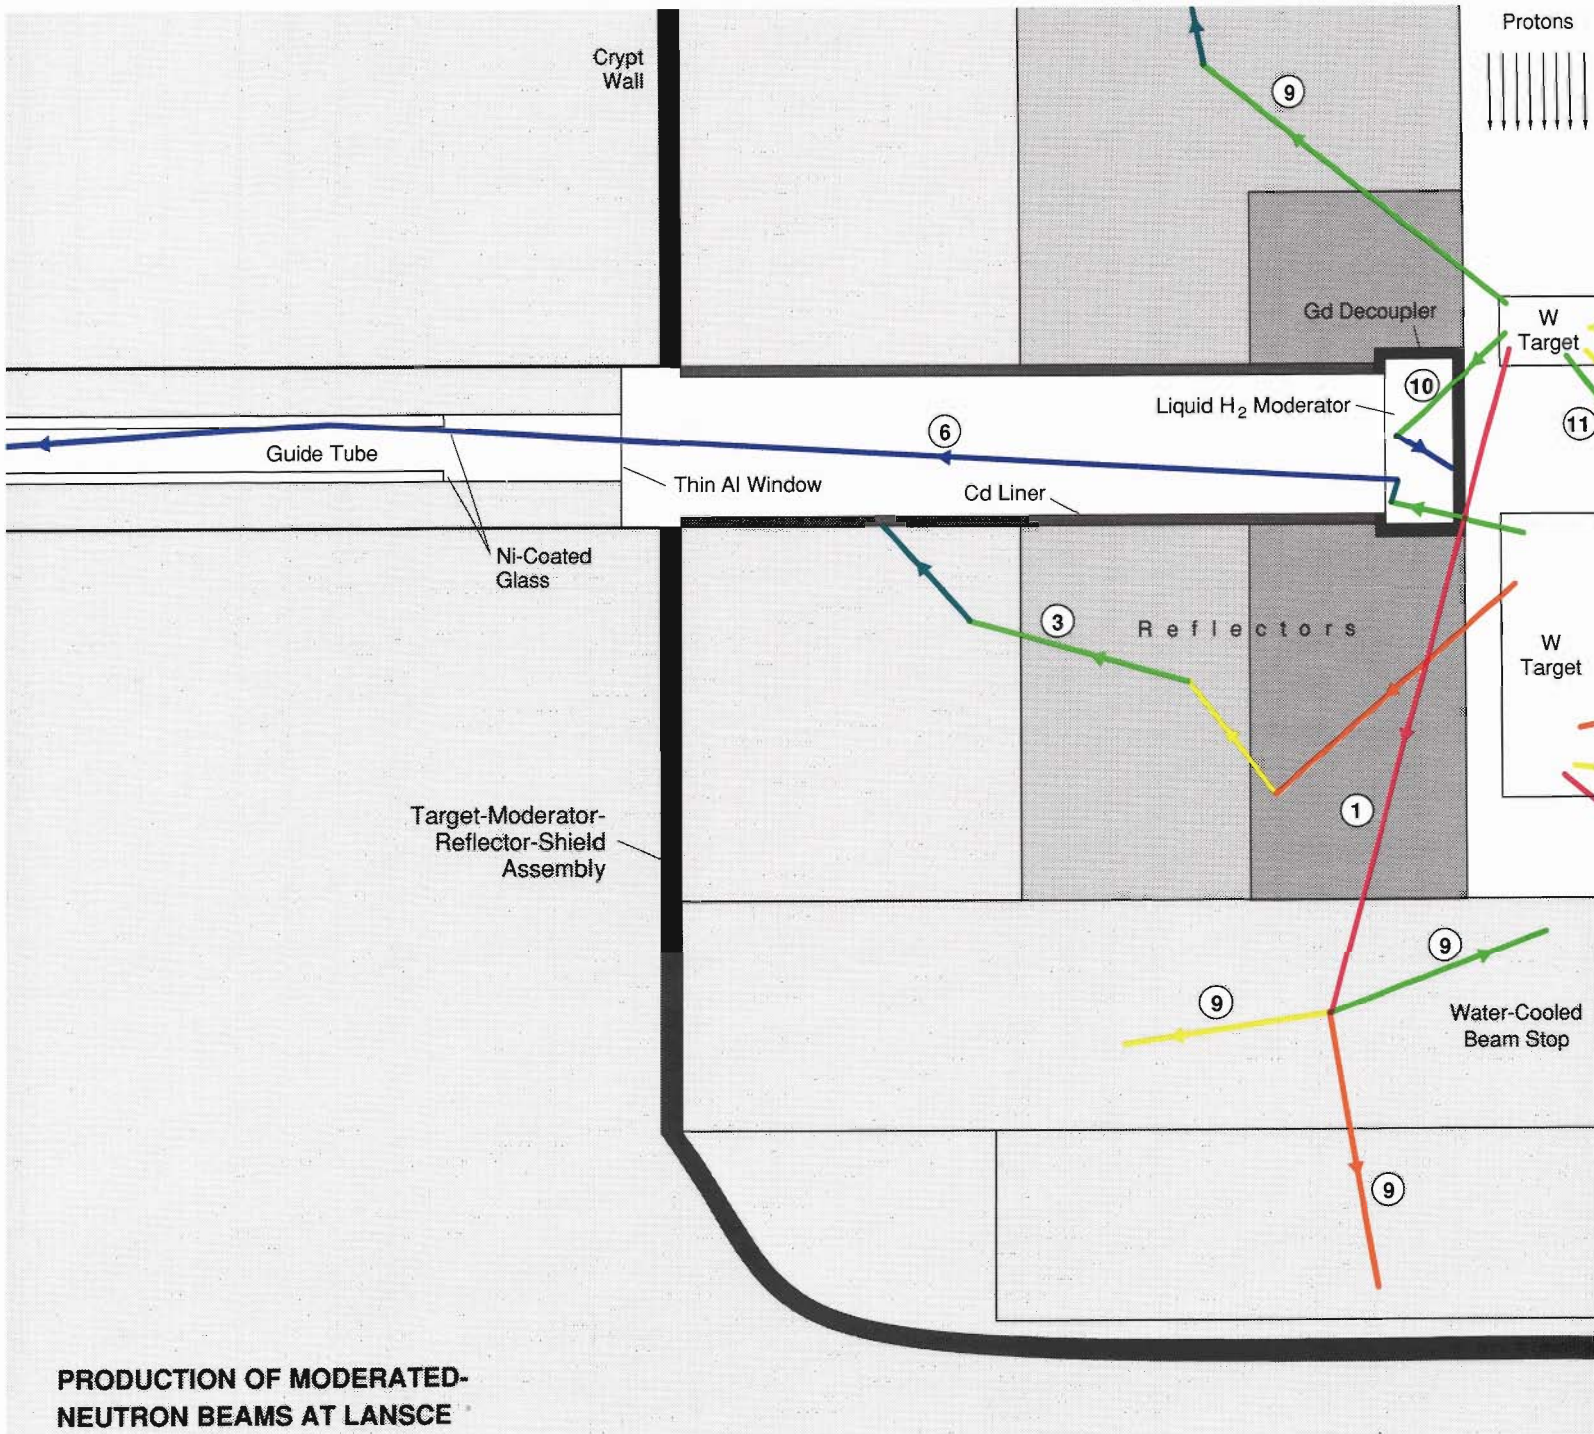 Protons
Crypt
Wall
9
Gd Decoupler
W
Target
10
Liquid H2 Moderator
11
6
Guide Tube
Thin Al Window
Cd Liner
Ni-Coated
Glass
3
Reflectors
W
Target
1
Target-Moderator-
Reflector-Shield
Assembly
9
9
Water-Cooled
Beam Stop
9
PRODUCTION OF MODERATED-
NEUTRON BEAMS AT LANSCE